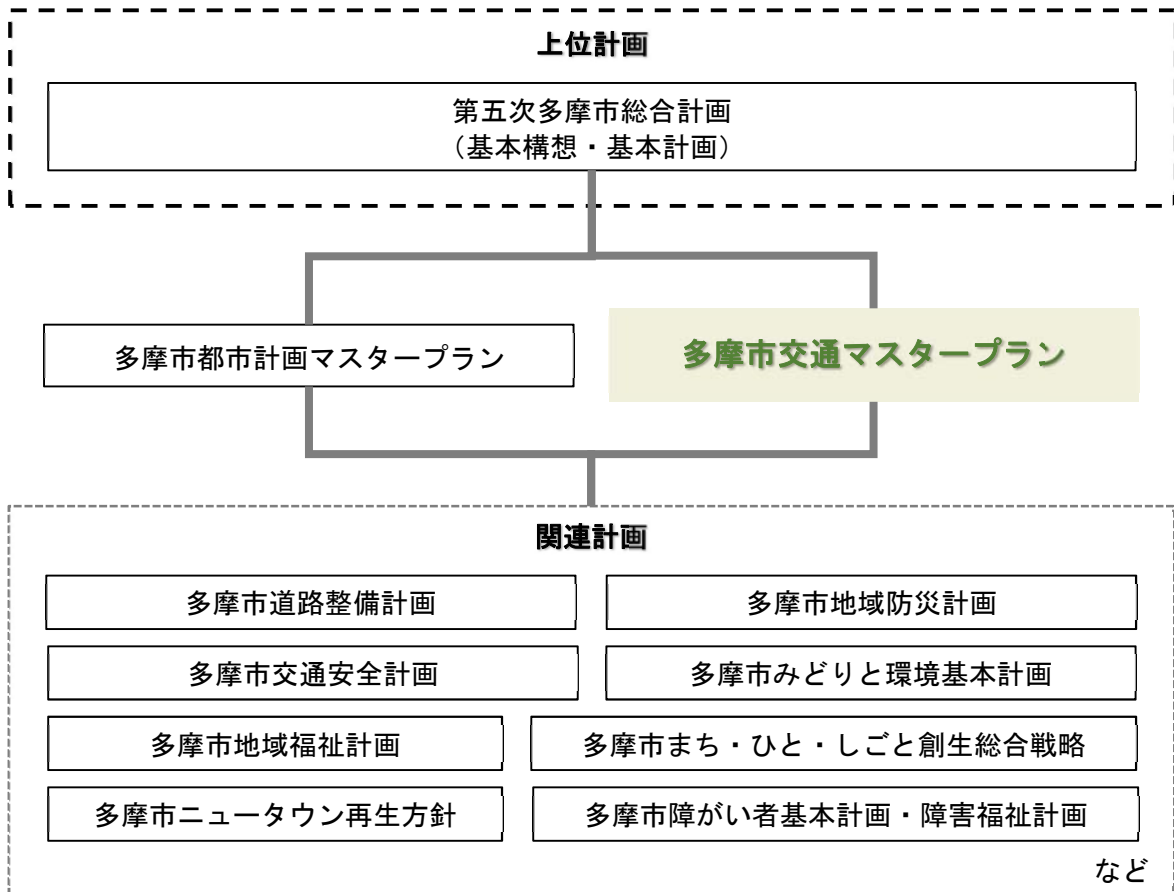 上位計画
第五次多摩市総合計画
（基本構想・基本計画）
多摩市都市計画マスタープラン
多摩市交通マスタープラン
関連計画
多摩市道路整備計画
多摩市地域防災計画
多摩市交通安全計画
多摩市みどりと環境基本計画
多摩市地域福祉計画
多摩市まち・ひと・しごと創生総合戦略
多摩市ニュータウン再生方針
多摩市障がい者基本計画・障害福祉計画
など